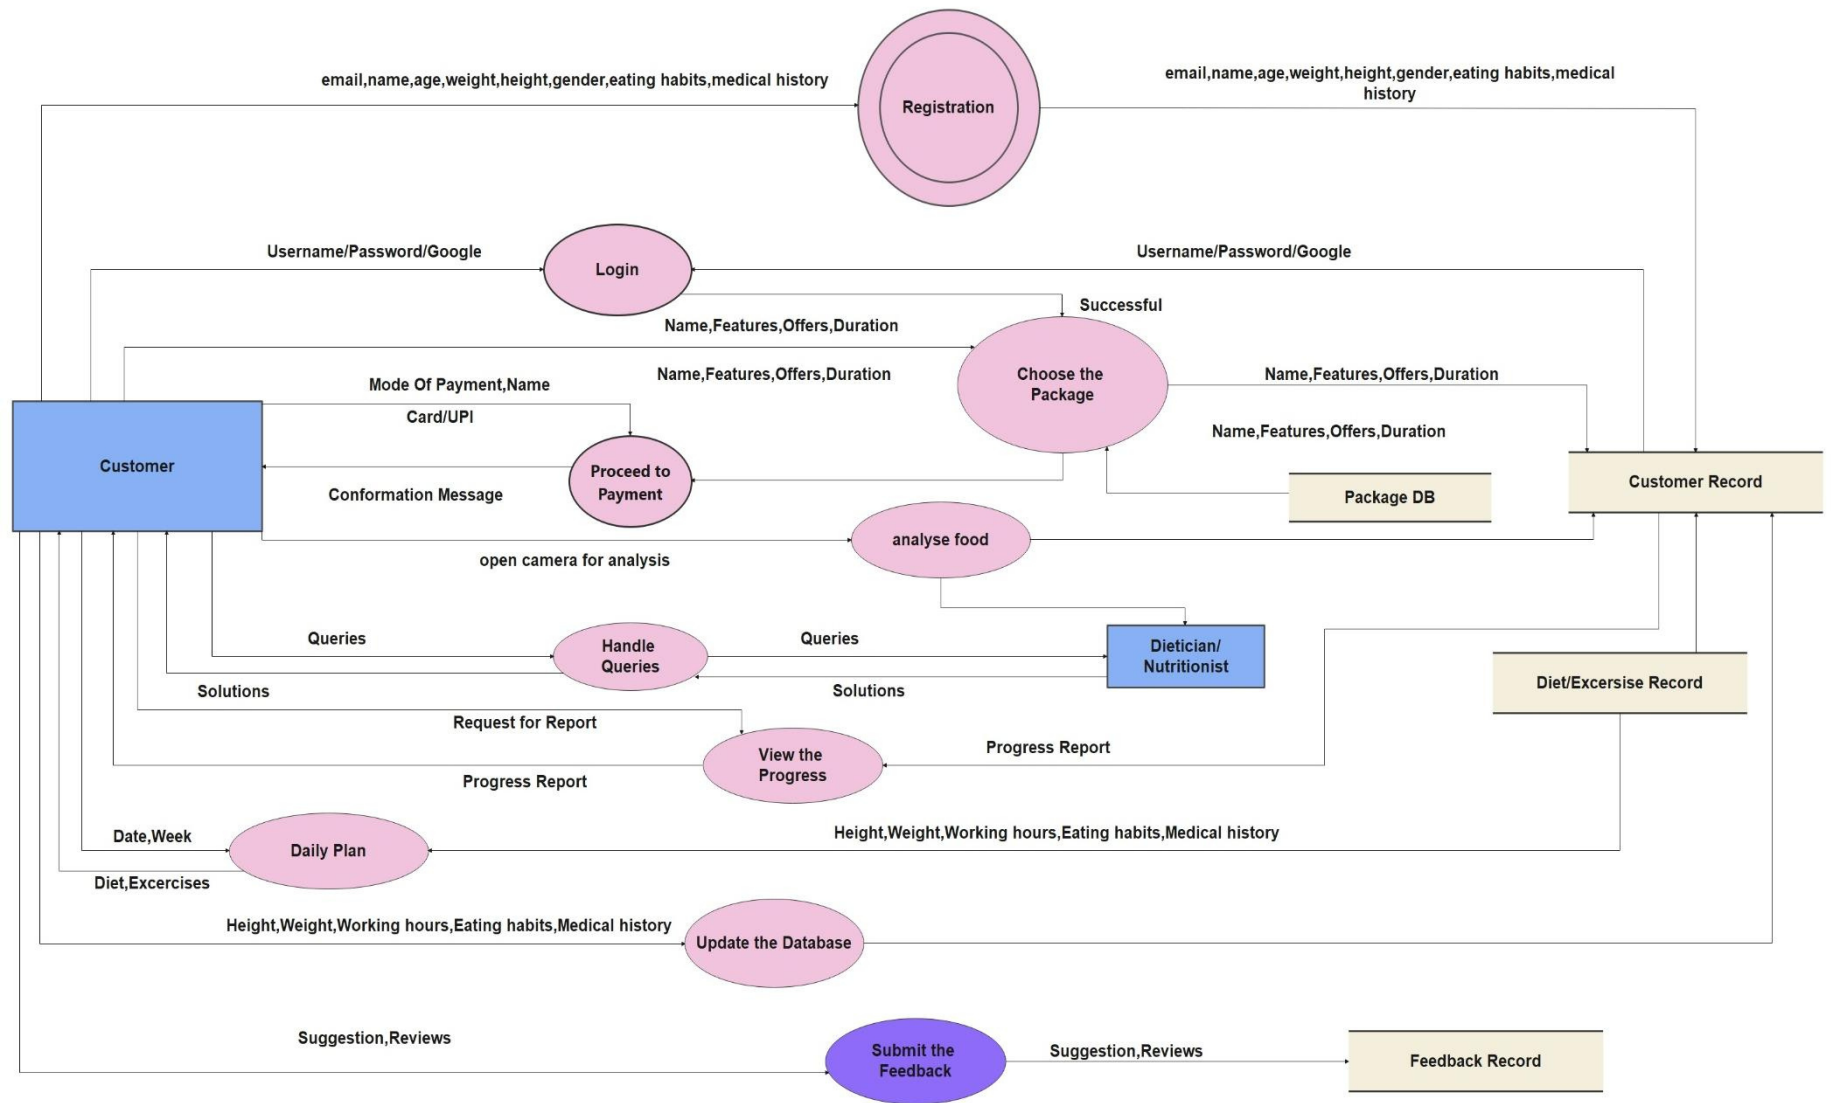 email,name,age,weight,height,gender,eating habits,medical history
email,name,age,weight,height,gender,eating habits,medical
history
Registration
Username/Password/Google
Login
Username/Password/Google
Successful
Name,Features,Offers,Duration
Name,Features,Offers,Duration
Choose the
Package
Name,Features,Offers,Duration
Mode Of Payment,Name
Card/UPI
Name,Features,Offers,Duration
Customer
Proceed to
Payment
Conformation Message
Package DB
Customer Record
analyse food
open camera for analysis
Queries
Handle
Queries
Queries
Dietician/
Nutritionist
Solutions
Solutions
Diet/Excersise Record
Request for Report
View the
Progress
Progress Report
Progress Report
Date,Week
Daily Plan
Height,Weight,Working hours,Eating habits,Medical history
Diet,Excercises
Height,Weight,Working hours,Eating habits,Medical history
Update the Database
Suggestion,Reviews
Submit the
Feedback
Suggestion,Reviews
Feedback Record